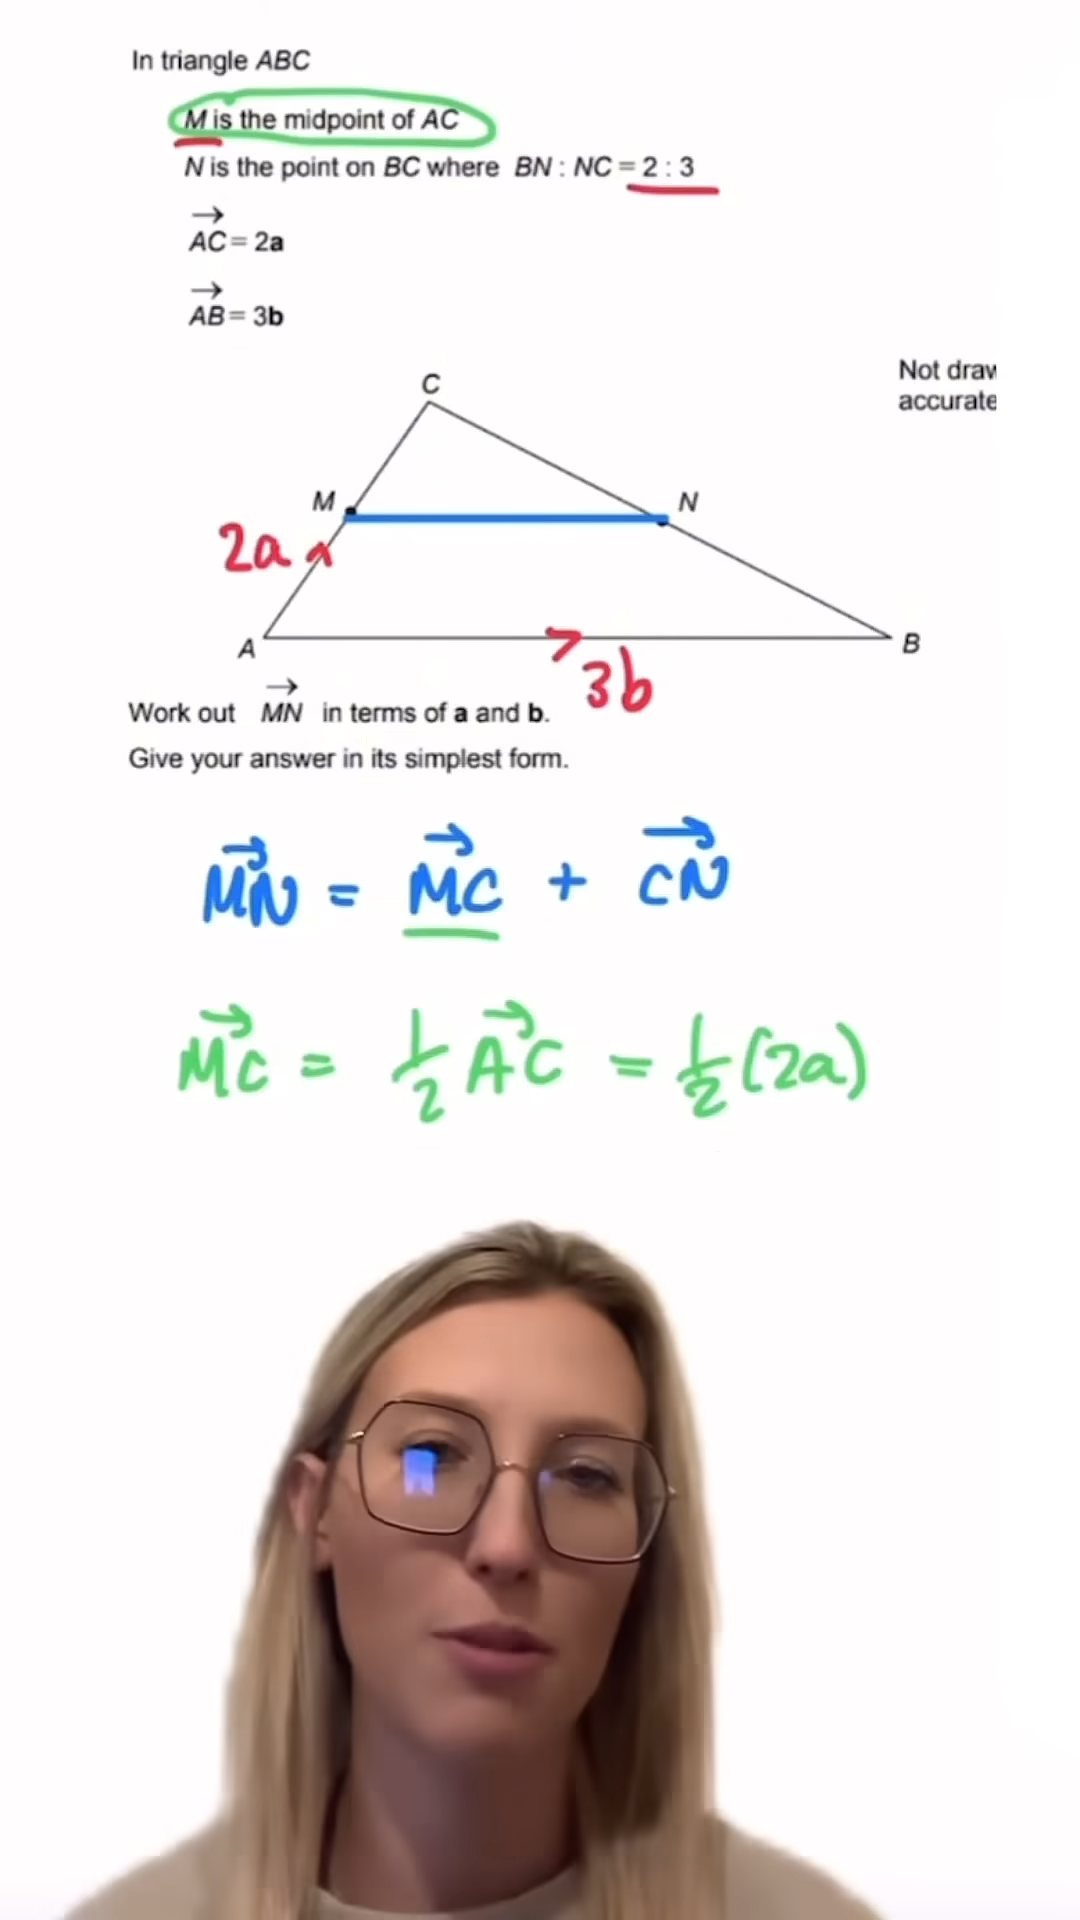 In triangle ABC
M is the midpoint of AC
N is the point on BC where BN : NC = 2 : 3
→
AC = 2a
→
AB = 3b
Not draw
accurate
C
M
N
2a
A
B
3b
→
Work out MN in terms of a and b.
Give your answer in its simplest form.
→ → →
MN = MC + CN
→ →
MC = 1/2 AC = 1/2 (2a)